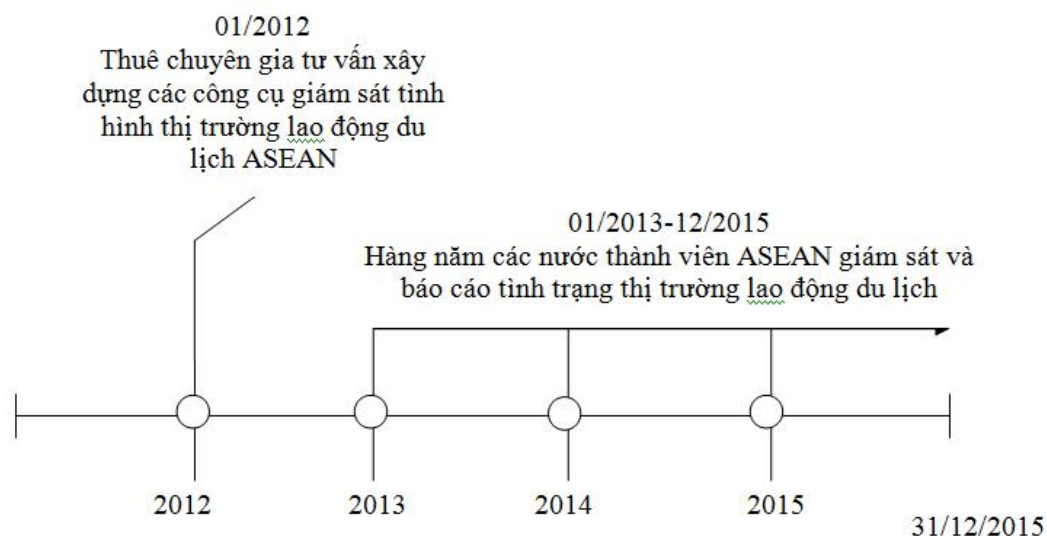 01/2012
Thuê chuyên gia tư vấn xây
dựng các công cụ giám sát tình
hình thị trường lao động du
lịch ASEAN
01/2013-12/2015
Hàng năm các nước thành viên ASEAN giám sát và
báo cáo tình trạng thị trường lao động du lịch
2012
2013
2014
2015
31/12/2015